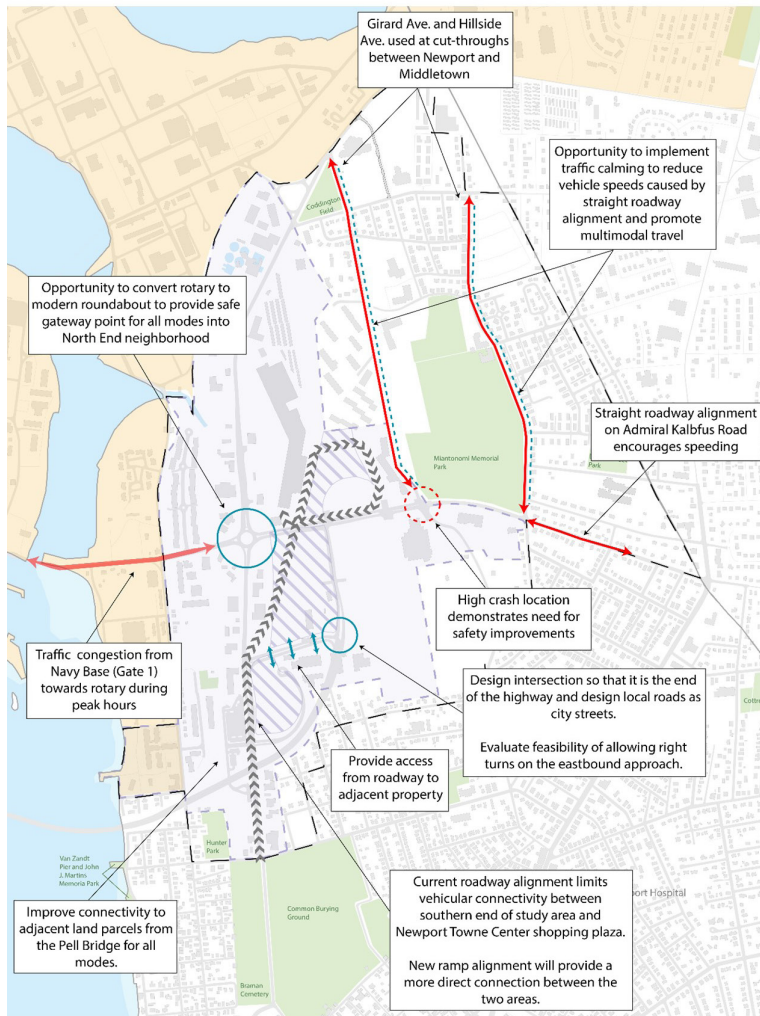 Girard Ave. and Hillside
Ave. used at cut-throughs
between Newport and
Middletown
Opportunity to implement
traffic calming to reduce
vehicle speeds caused by
straight roadway
alignment and promote
multimodal travel
Coddington
Field
Opportunity to convert rotary to
modern roundabout to provide safe
gateway point for all modes into
North End neighborhood
Straight roadway alignment
on Admiral Kalbfus Road
encourages speeding
Miantonomi Memorial
Park
Park
High crash location
demonstrates need for
safety improvements
Traffic congestion from
Navy Base (Gate 1)
towards rotary during
peak hours
Design intersection so that it is the end
of the highway and design local roads as
city streets.
Evaluate feasibility of allowing right
turns on the eastbound approach.
Provide access
from roadway to
adjacent property
Hunter
Park
Van Zandt
Pier and John
J. Martins
Memoria Park
Common Burying
Ground
Current roadway alignment limits
vehicular connectivity between
southern end of study area and
Newport Towne Center shopping plaza.
New ramp alignment will provide a
more direct connection between the
two areas.
port Hospital
Improve connectivity to
adjacent land parcels from
the Pell Bridge for all
modes.
Braman
Cemetery